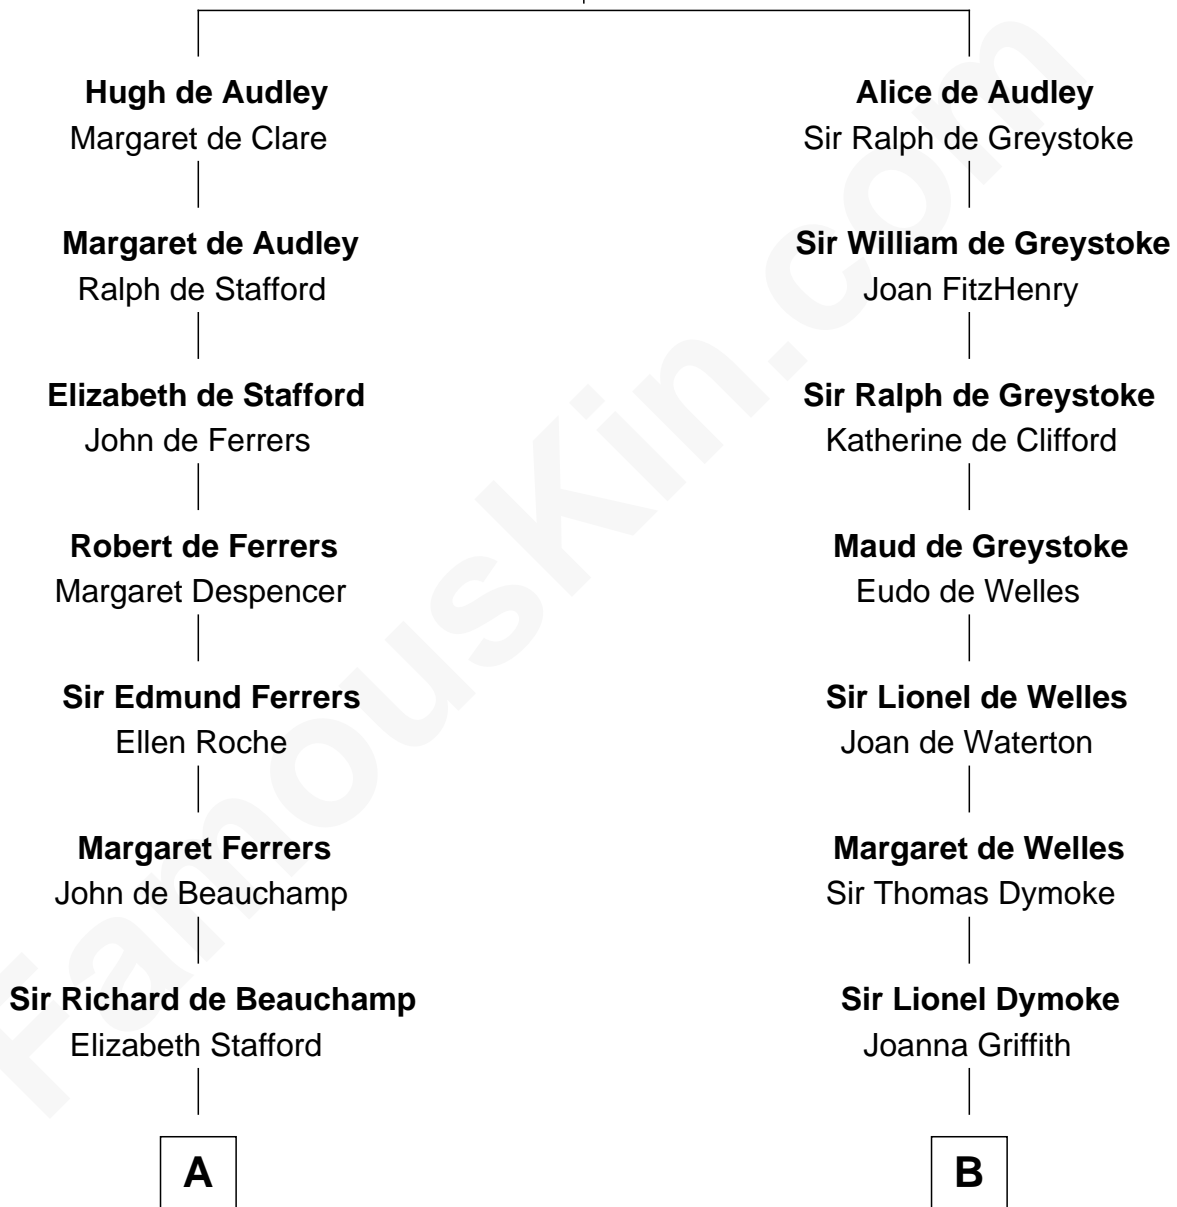 Hugh de Audley
Margaret de Clare
Margaret de Audley
Ralph de Stafford
Elizabeth de Stafford
John de Ferrers
Robert de Ferrers
Margaret Despencer
Sir Edmund Ferrers
Ellen Roche
Margaret Ferrers
John de Beauchamp
Sir Richard de Beauchamp
Elizabeth Stafford
A
Alice de Audley
Sir Ralph de Greystoke
Sir William de Greystoke
Joan FitzHenry
Sir Ralph de Greystoke
Katherine de Clifford
Maud de Greystoke
Eudo de Welles
Sir Lionel de Welles
Joan de Waterton
Margaret de Welles
Sir Thomas Dymoke
Sir Lionel Dymoke
Joanna Griffith
B
FamousKin.com